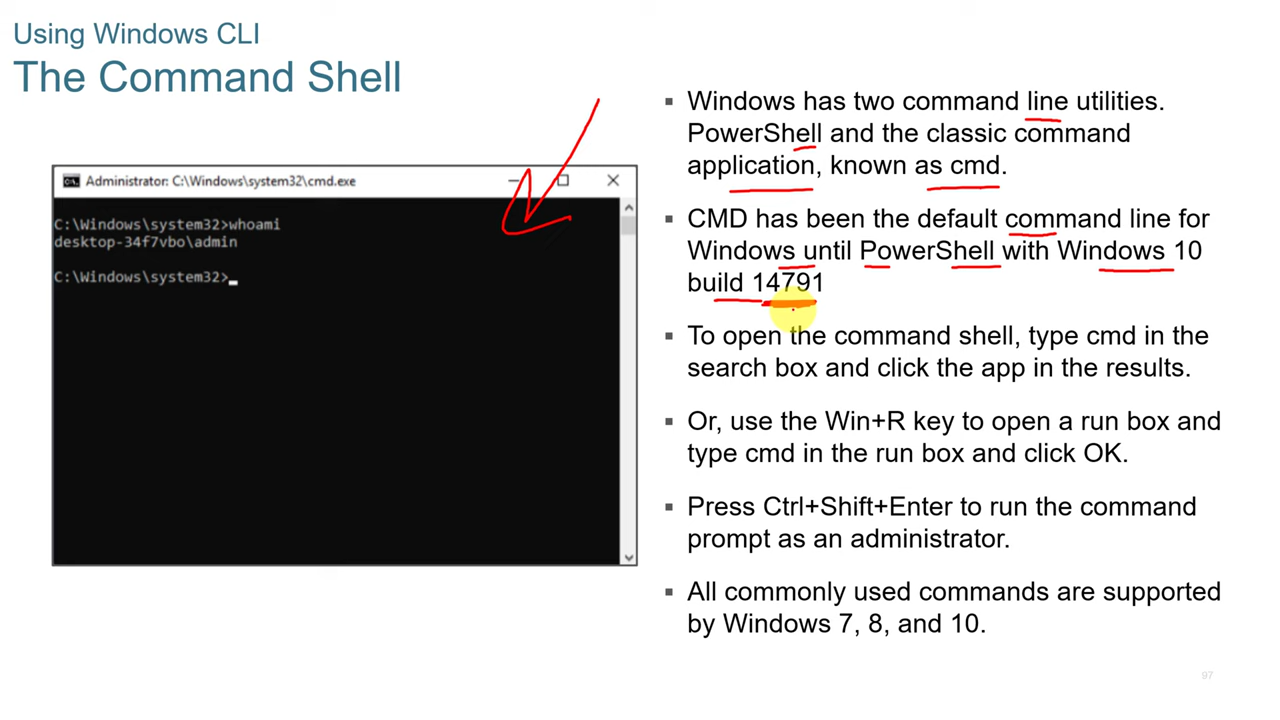 Using Windows CLI
The Command Shell
Administrator: C:\Windows\system32\cmd.exe
C:\Windows\system32>whoami
desktop-34f7vbo\admin
C:\Windows\system32>
▪ Windows has two command line utilities.
PowerShell and the classic command
application, known as cmd.
▪ CMD has been the default command line for
Windows until PowerShell with Windows 10
build 14791
▪ To open the command shell, type cmd in the
search box and click the app in the results.
▪ Or, use the Win+R key to open a run box and
type cmd in the run box and click OK.
▪ Press Ctrl+Shift+Enter to run the command
prompt as an administrator.
▪ All commonly used commands are supported
by Windows 7, 8, and 10.
97